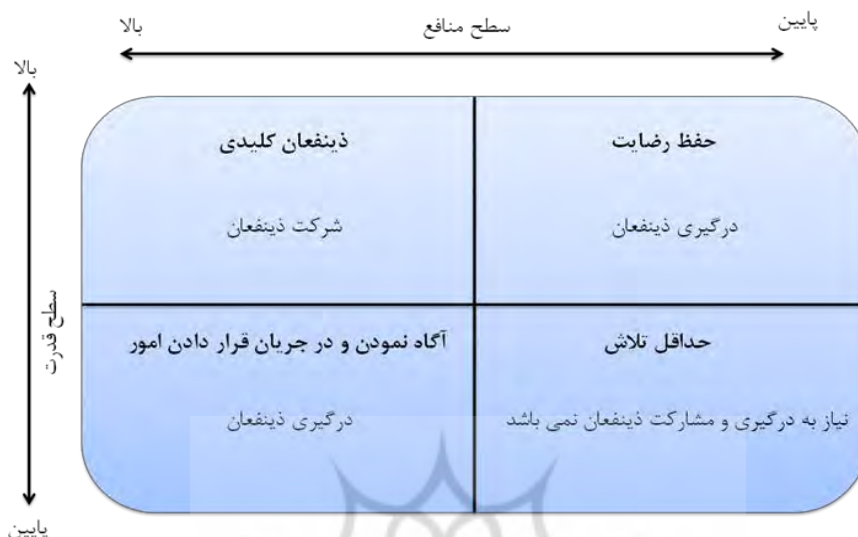 پایین
سطح منافع
بالا
بالا
سطح قدرت
پایین
حفظ رضایت
درگیری ذینفعان
ذینفعان کلیدی
شرکت ذینفعان
حداقل تلاش
نیاز به درگیری و مشارکت ذینفعان نمی باشد
آگاه نمودن و در جریان قرار دادن امور
درگیری ذینفعان